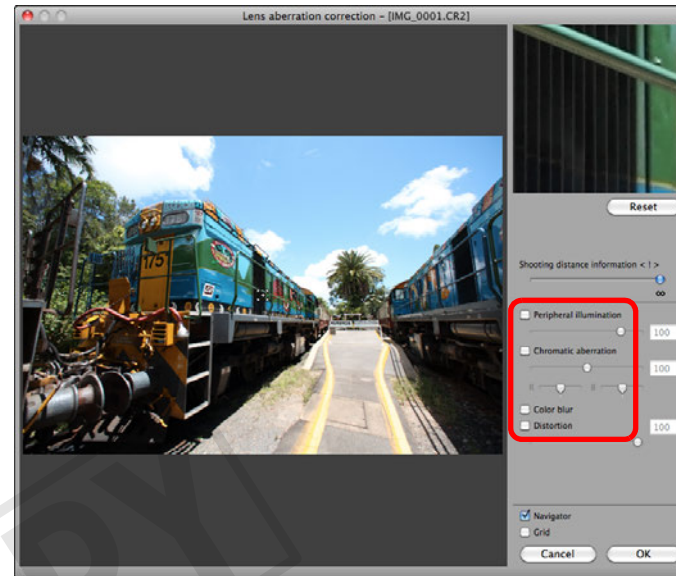 Lens aberration correction – [IMG_0001.CR2]
175
Reset
Shooting distance information < ! >
∞
Peripheral illumination
100
Chromatic aberration
100
R B
Color blur
Distortion
100
Navigator
Grid
Cancel OK
PY